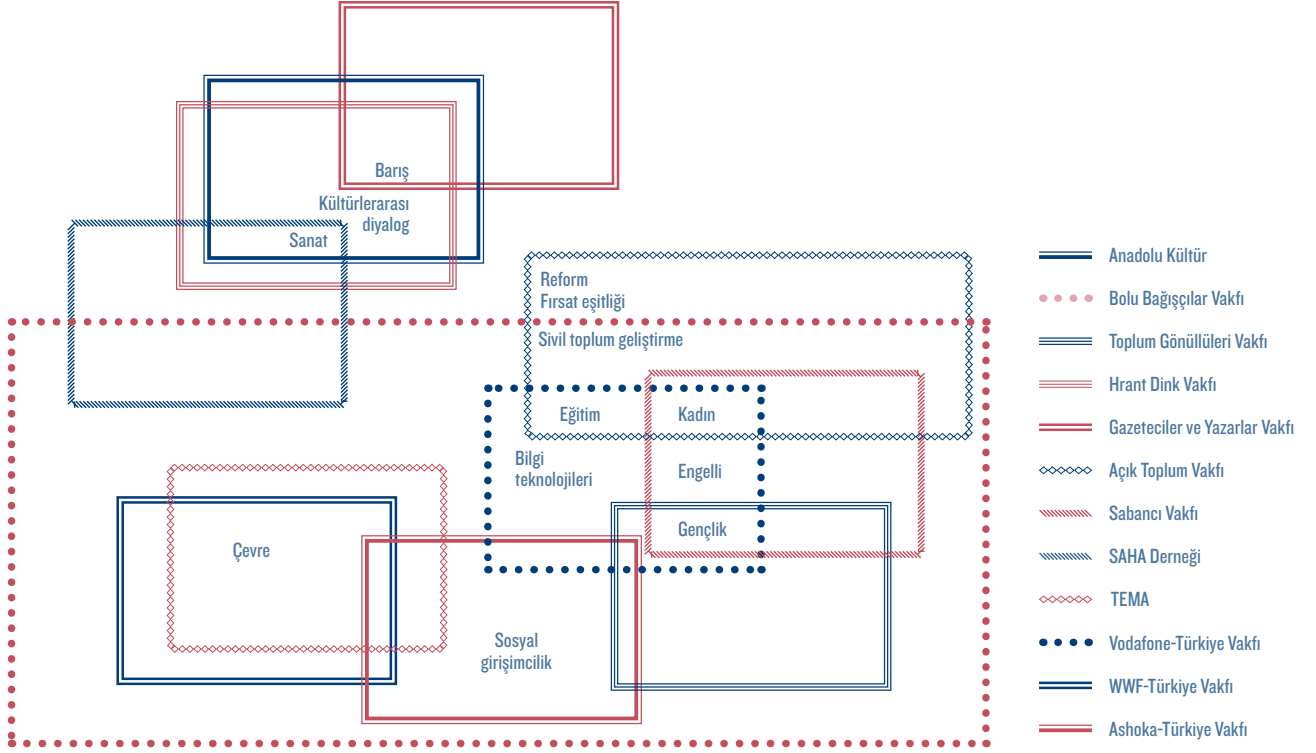 Barış
Kültürlerarası
diyalog
Sanat
Reform
Fırsat eşitliği
Sivil toplum geliştirme
Eğitim
Kadın
Bilgi
teknolojileri
Engelli
Gençlik
Çevre
Sosyal
girişimcilik
Anadolu Kültür
Bolu Bağışçılar Vakfı
Toplum Gönüllüleri Vakfı
Hrant Dink Vakfı
Gazeteciler ve Yazarlar Vakfı
Açık Toplum Vakfı
Sabancı Vakfı
SAHA Derneği
TEMA
Vodafone-Türkiye Vakfı
WWF-Türkiye Vakfı
Ashoka-Türkiye Vakfı